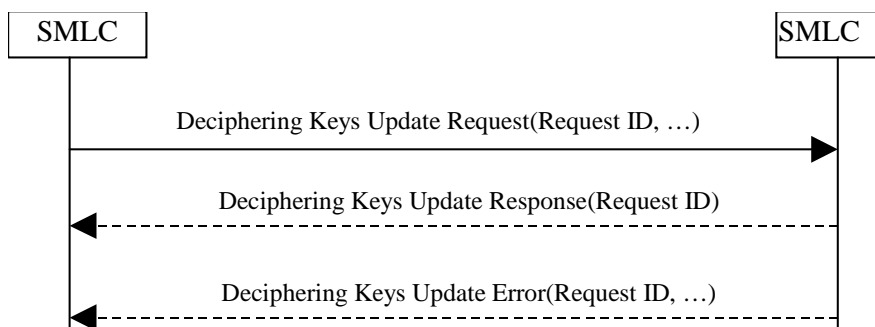 SMLC
SMLC
Deciphering Keys Update Request(Request ID, …)
Deciphering Keys Update Response(Request ID)
Deciphering Keys Update Error(Request ID, …)